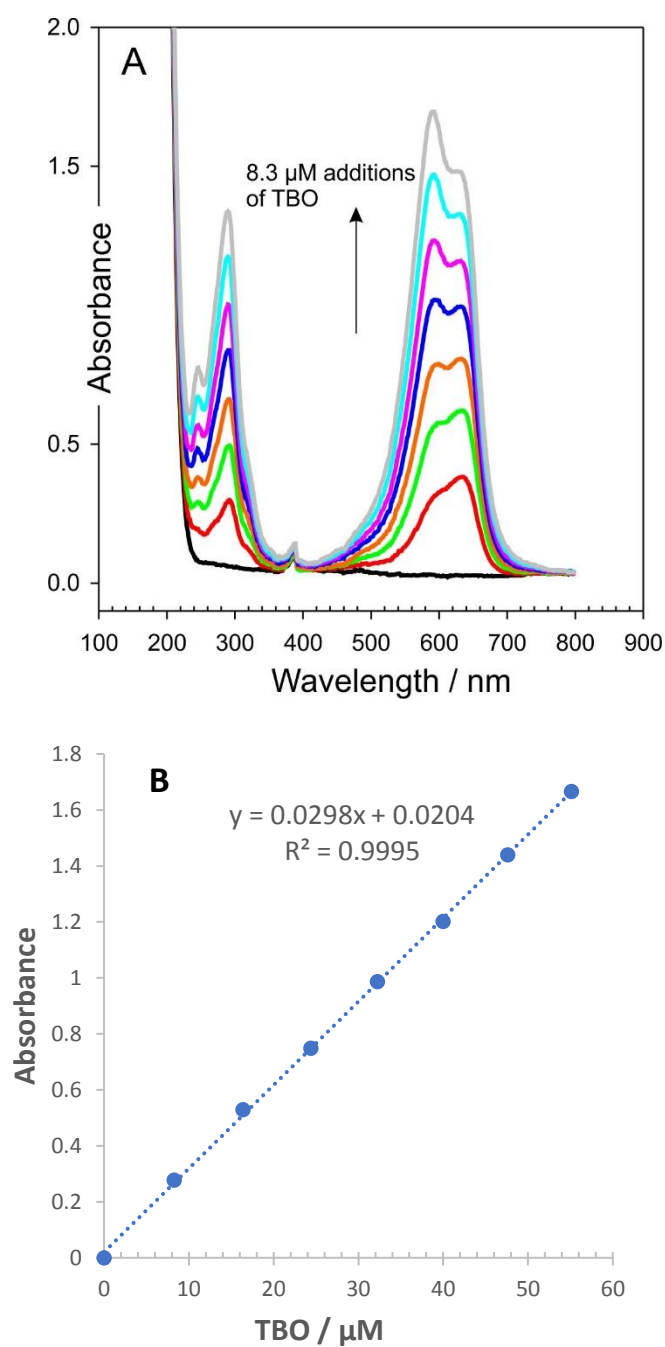 2.0
A
1.5
8.3 µM additions
of TBO
Absorbance
0.5
0.0
100 200 300 400 500 600 700 800 900
Wavelength / nm
1.8
B
y = 0.0298x + 0.0204
R² = 0.9995
1.6
1.4
1.2
1
0.8
0.6
0.4
0.2
0
Absorbance
0 10 20 30 40 50 60
TBO / µM